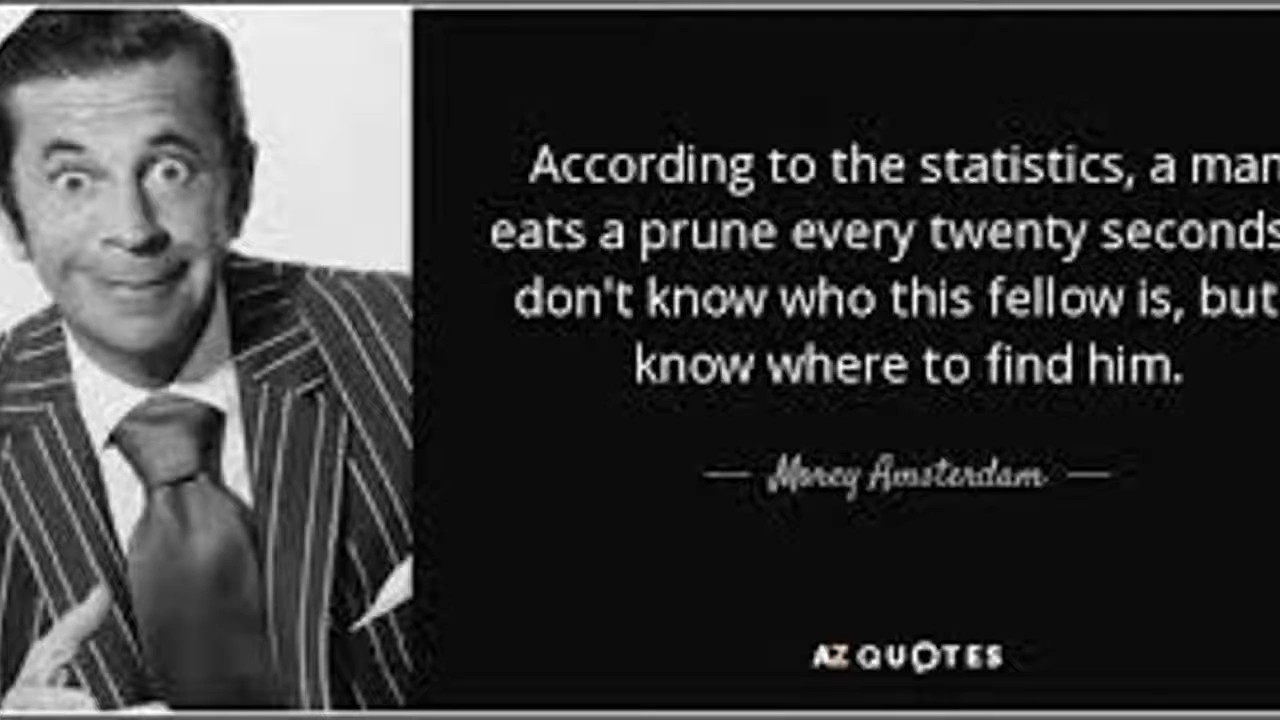 According to the statistics, a man
eats a prune every twenty seconds
don't know who this fellow is, but
know where to find him.
Morey Amsterdam
AZ QUOTES